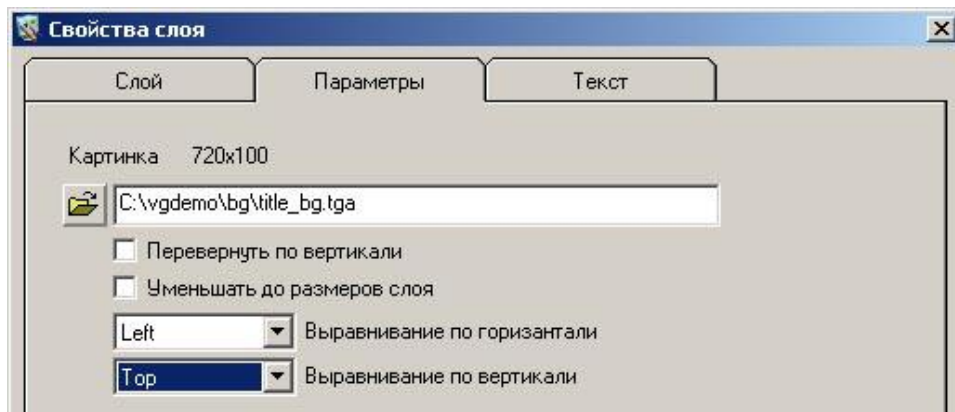 Свойства слоя
Слой Параметры Текст
Картинка 720x100
C:\vgdemo\bg\title_bg.tga
Перевернуть по вертикали
Уменьшать до размеров слоя
Left Выравнивание по горизантали
Top Выравнивание по вертикали